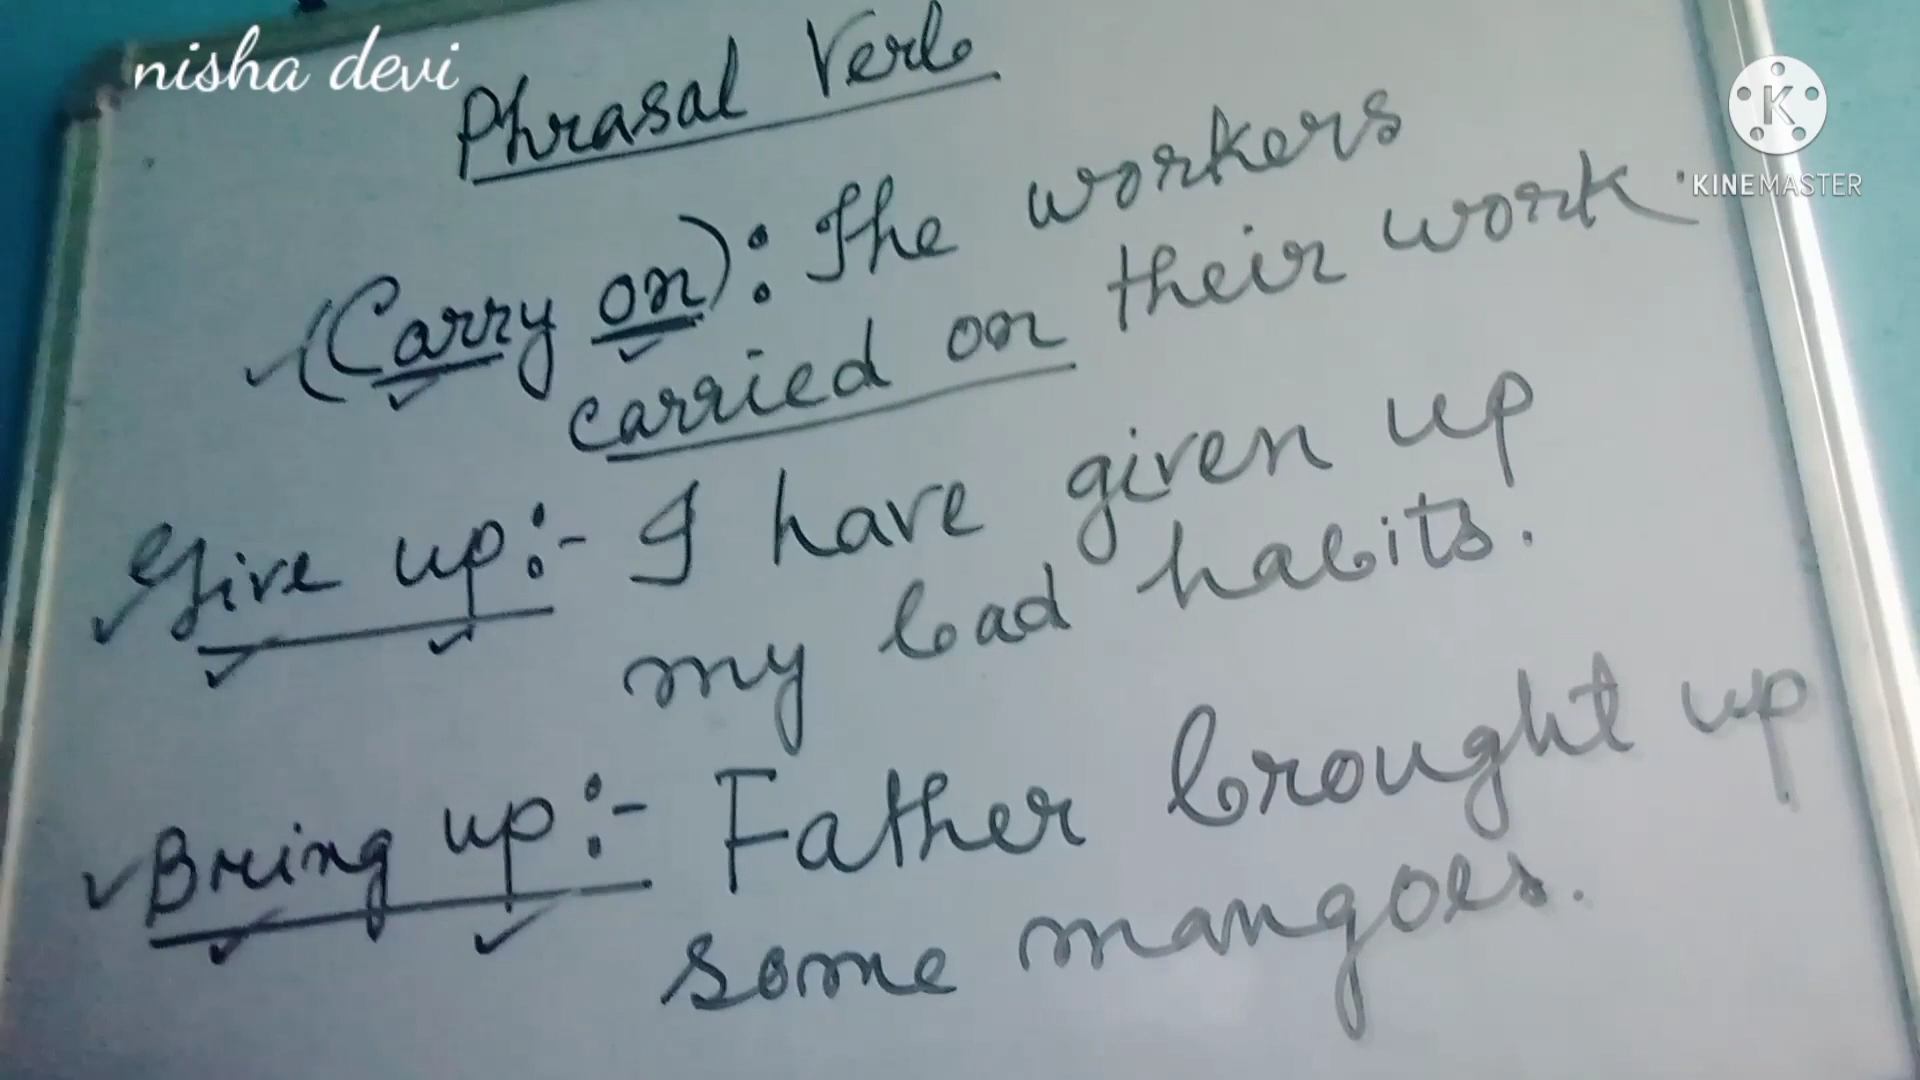 nisha devi
Phrasal Verb
KINEMASTER
(Carry on): The workers
carried on their work.
Give up:- I have given up
my bad habits.
Bring up:- Father brought up
some mangoes.